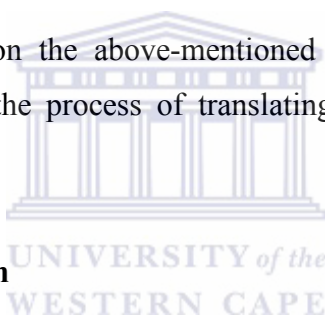 on the above-mentioned
the process of translating
UNIVERSITY of the
WESTERN CAPE